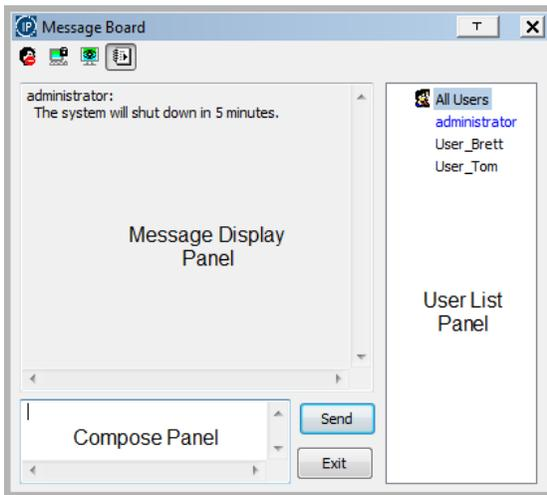 IP Message Board
T
X
administrator:
The system will shut down in 5 minutes.
Message Display
Panel
All Users
administrator
User_Brett
User_Tom
User List
Panel
Compose Panel
Send
Exit